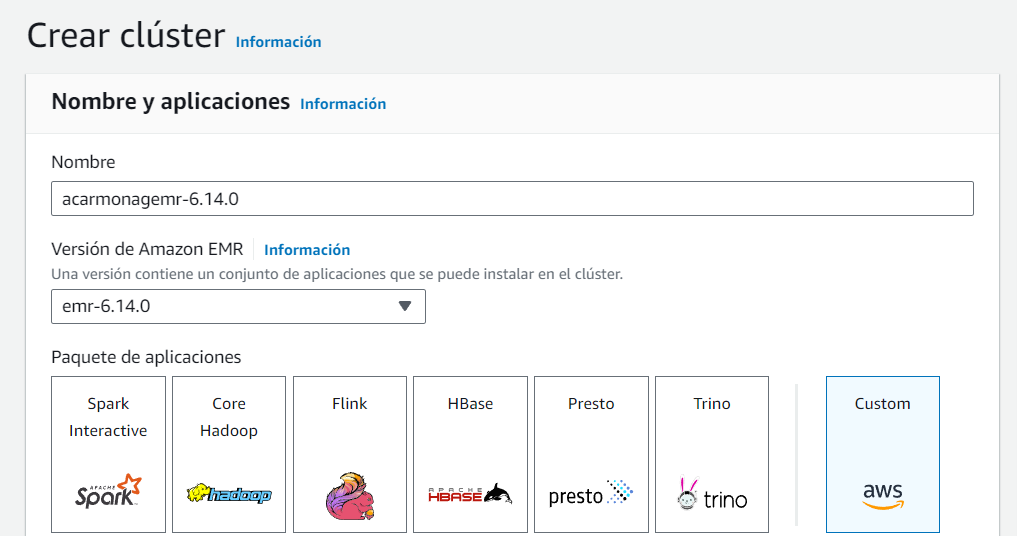 Crear clúster Información
Nombre y aplicaciones Información
Nombre
acarmonagemr-6.14.0
Versión de Amazon EMR Información
Una versión contiene un conjunto de aplicaciones que se puede instalar en el clúster.
emr-6.14.0
Paquete de aplicaciones
Spark Interactive
APACHE Spark
Core Hadoop
hadoop
Flink
HBase
APACHE HBASE
Presto
presto
Trino
trino
Custom
aws